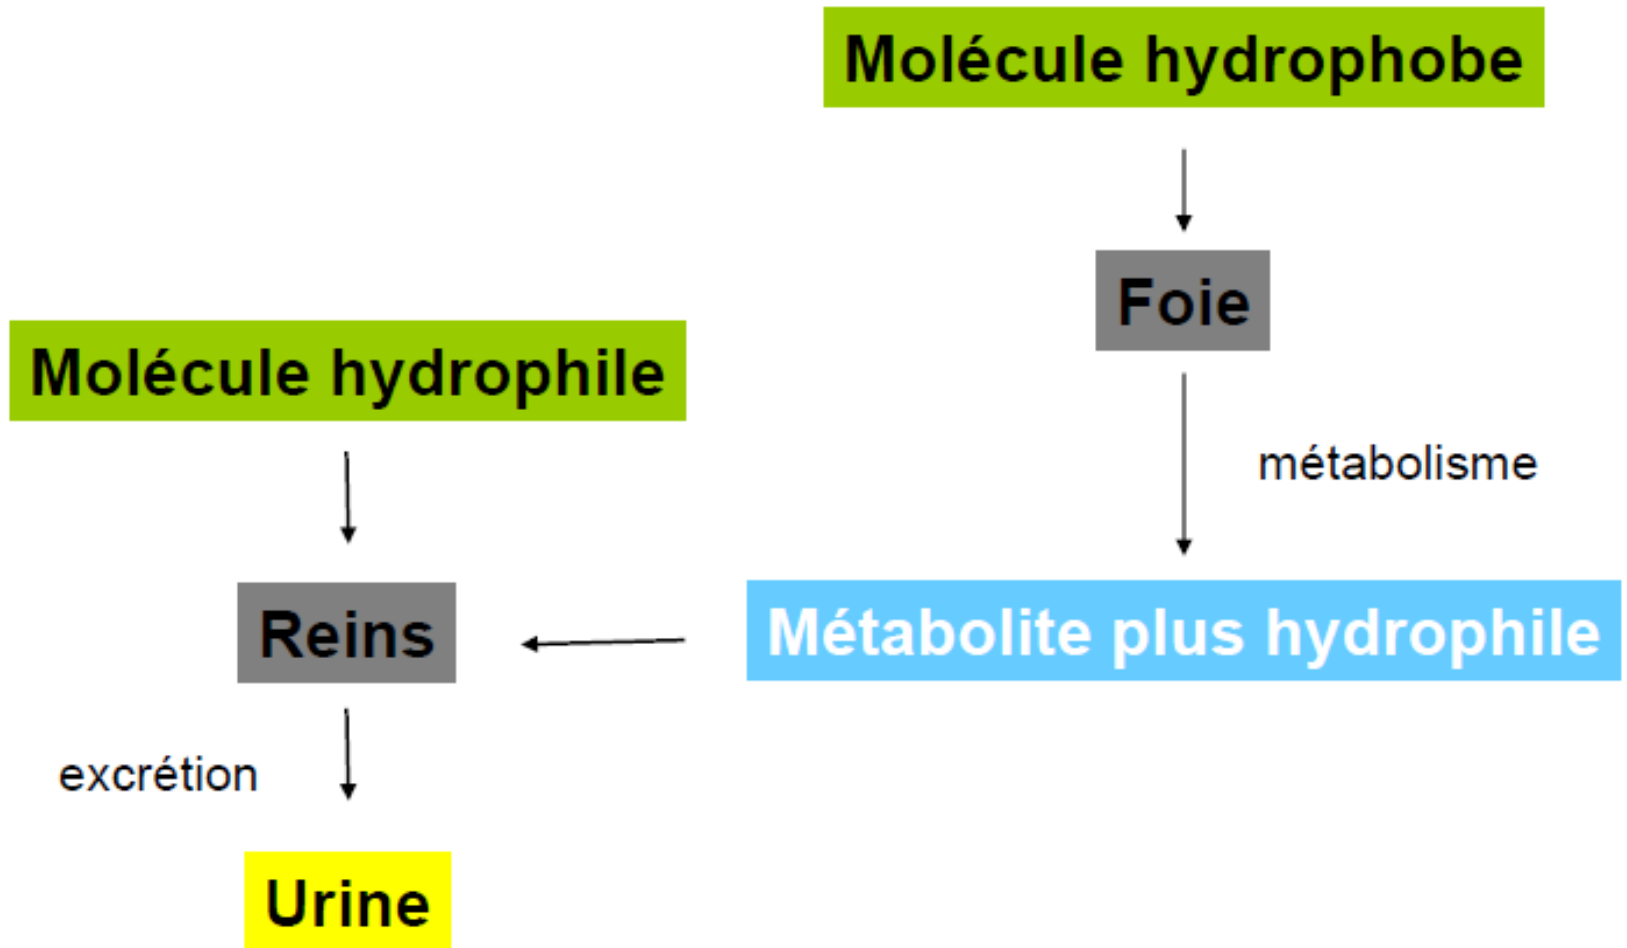 Molécule hydrophobe
Foie
Molécule hydrophile
métabolisme
Reins
Métabolite plus hydrophile
excrétion
Urine